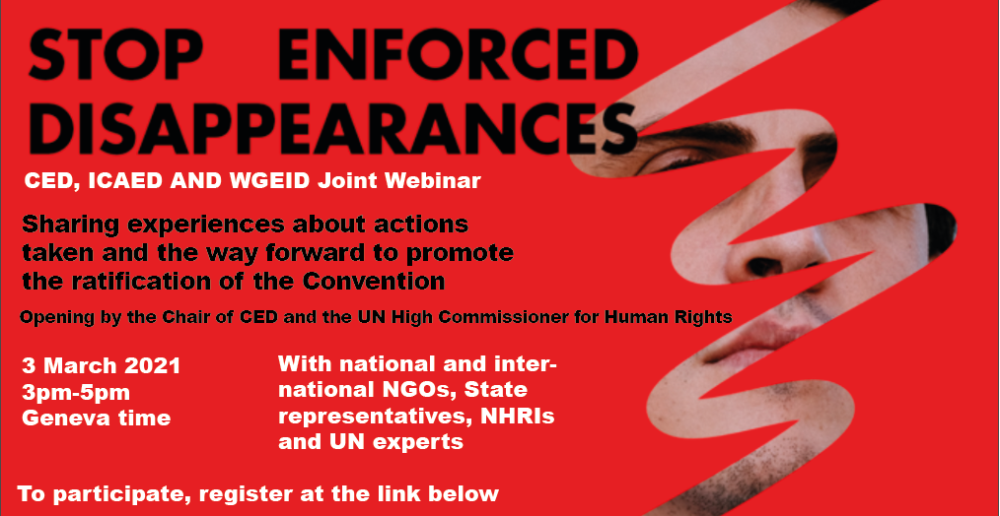 STOP ENFORCED
DISAPPEARANCES
CED, ICAED AND WGEID Joint Webinar
Sharing experiences about actions
taken and the way forward to promote
the ratification of the Convention
Opening by the Chair of CED and the UN High Commissioner for Human Rights
3 March 2021
3pm-5pm
Geneva time
With national and inter-
national NGOs, State
representatives, NHRIs
and UN experts
To participate, register at the link below